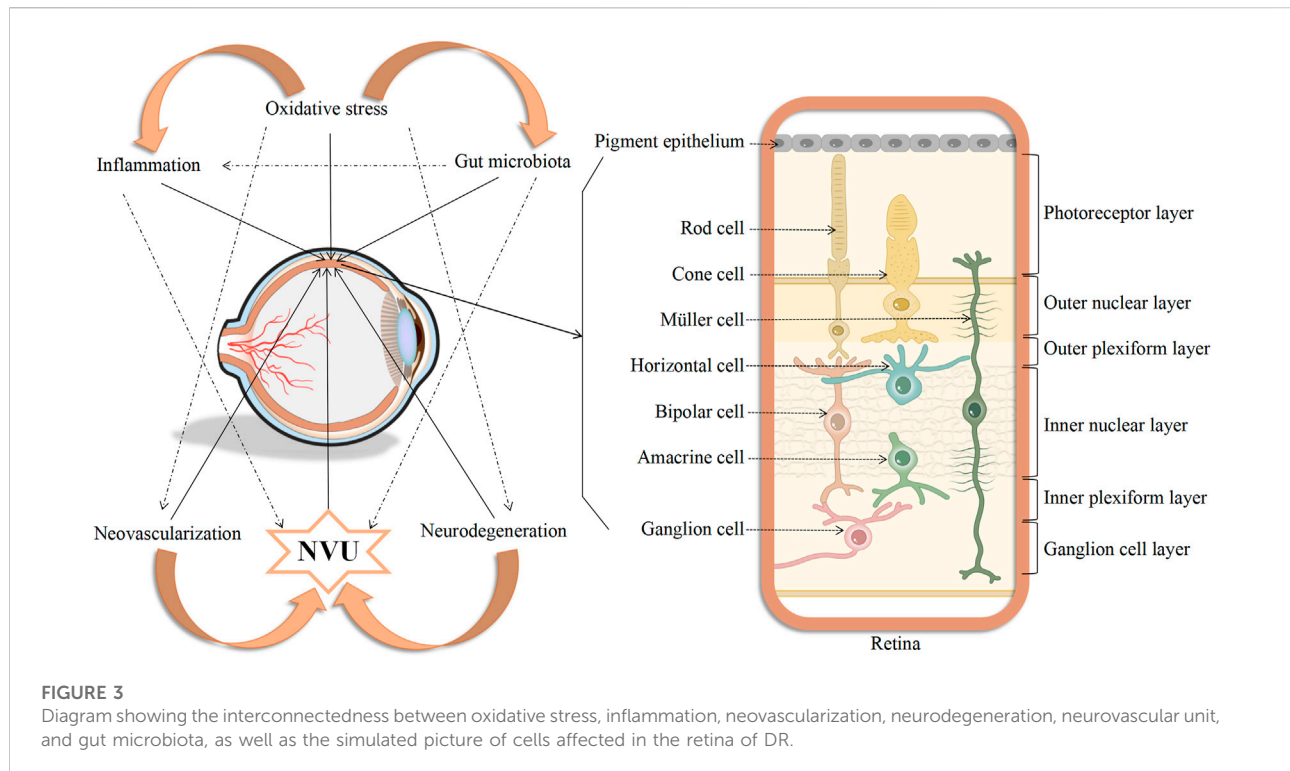 Oxidative stress
Inflammation
Gut microbiota
Neovascularization
NVU
Neurodegeneration
Pigment epithelium
Rod cell
Cone cell
Müller cell
Horizontal cell
Bipolar cell
Amacrine cell
Ganglion cell
Photoreceptor layer
Outer nuclear layer
Outer plexiform layer
Inner nuclear layer
Inner plexiform layer
Ganglion cell layer
Retina
FIGURE 3
Diagram showing the interconnectedness between oxidative stress, inflammation, neovascularization, neurodegeneration, neurovascular unit,
and gut microbiota, as well as the simulated picture of cells affected in the retina of DR.